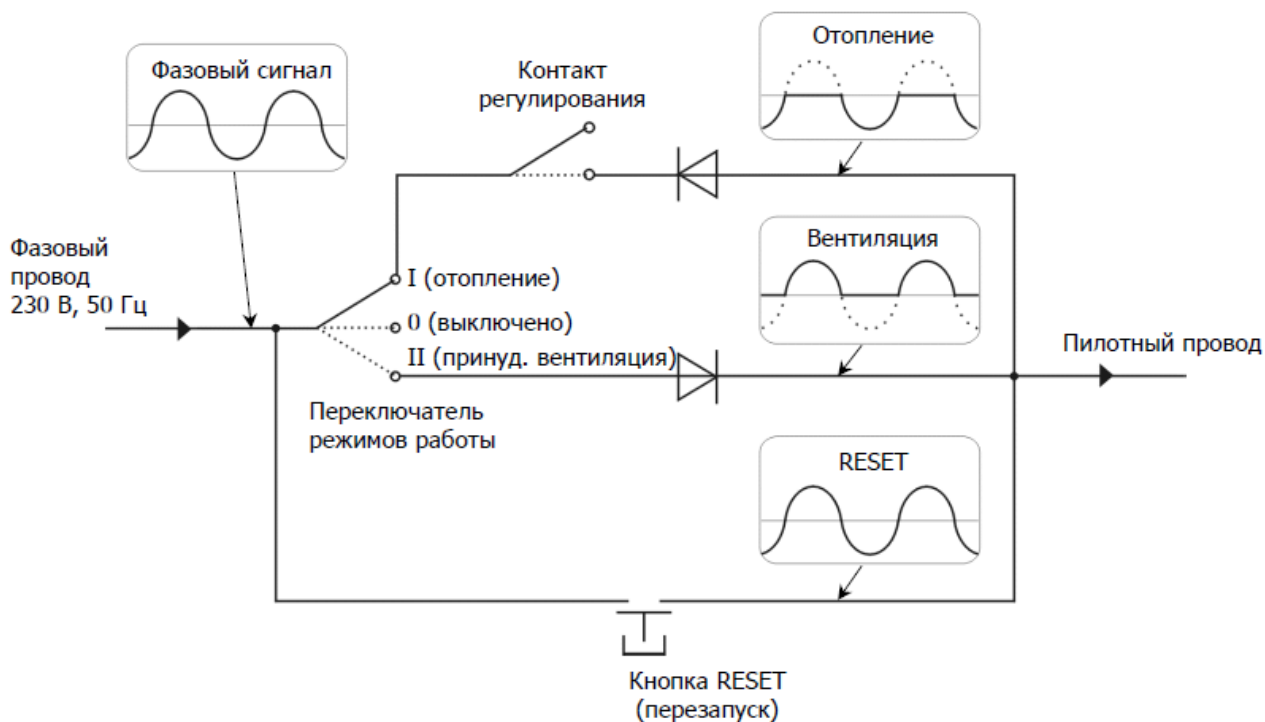 Фазовый сигнал
Контакт
регулирования
Отопление
Фазовый
провод
230 В, 50 Гц
I (отопление)
0 (выключено)
II (принуд. вентиляция)
Вентиляция
Пилотный провод
Переключатель
режимов работы
RESET
Кнопка RESET
(перезапуск)